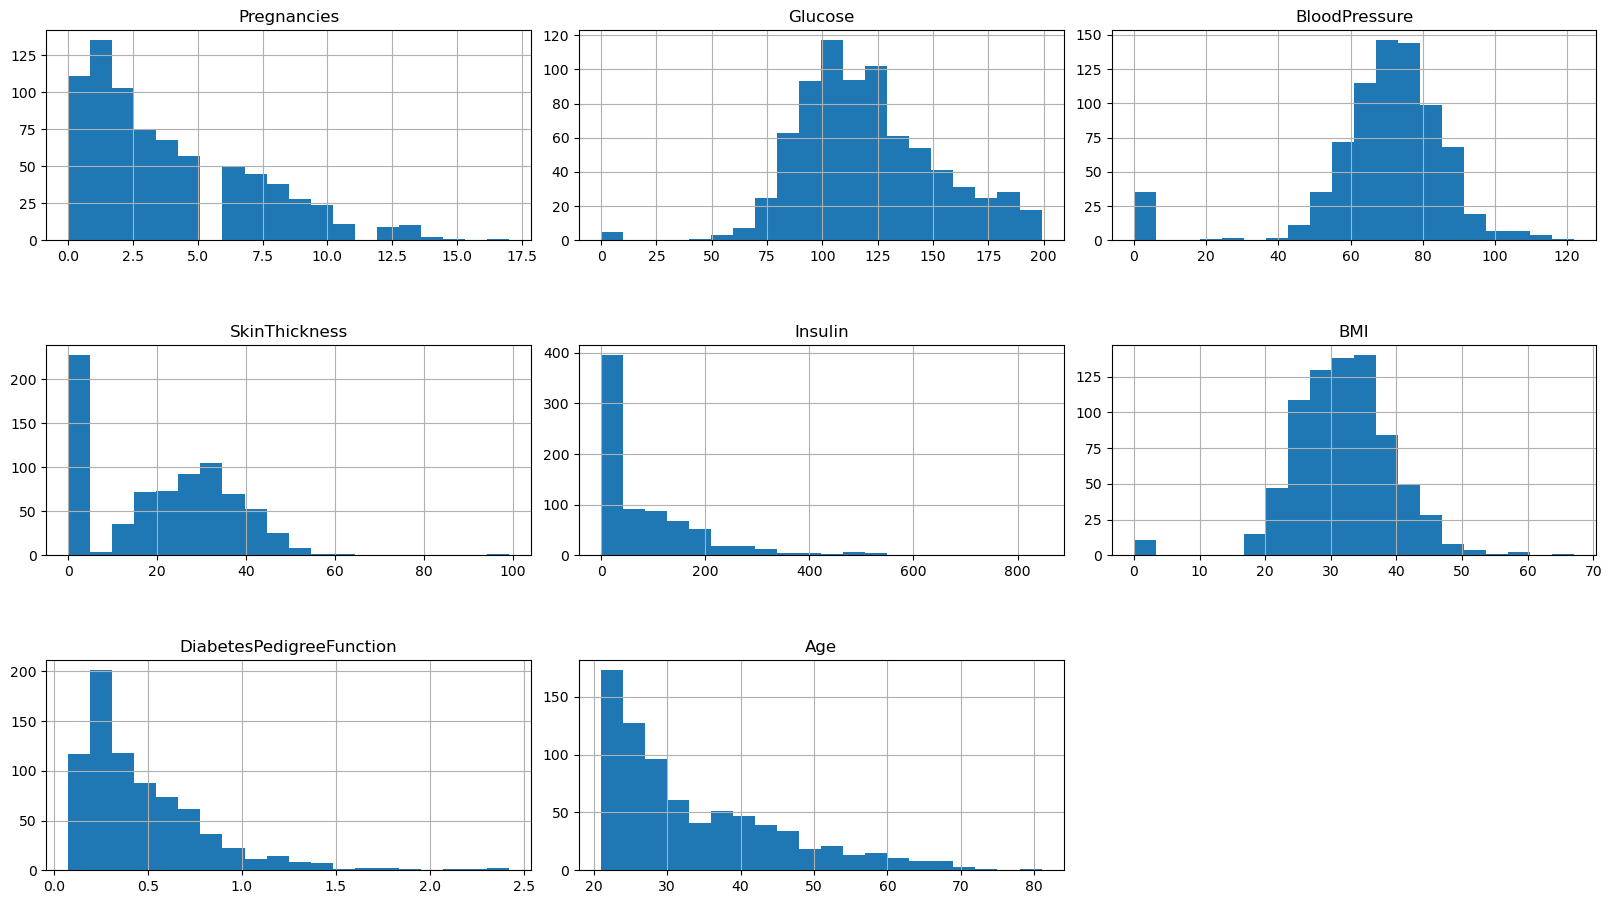 Pregnancies
125
100
75
50
25
0
0.0 2.5 5.0 7.5 10.0 12.5 15.0 17.5
Glucose
120
100
80
60
40
20
0
0 25 50 75 100 125 150 175 200
BloodPressure
150
125
100
75
50
25
0
0 20 40 60 80 100 120
SkinThickness
200
150
100
50
0
0 20 40 60 80 100
Insulin
400
300
200
100
0
0 200 400 600 800
BMI
125
100
75
50
25
0
0 10 20 30 40 50 60 70
DiabetesPedigreeFunction
200
150
100
50
0
0.0 0.5 1.0 1.5 2.0 2.5
Age
150
100
50
0
20 30 40 50 60 70 80